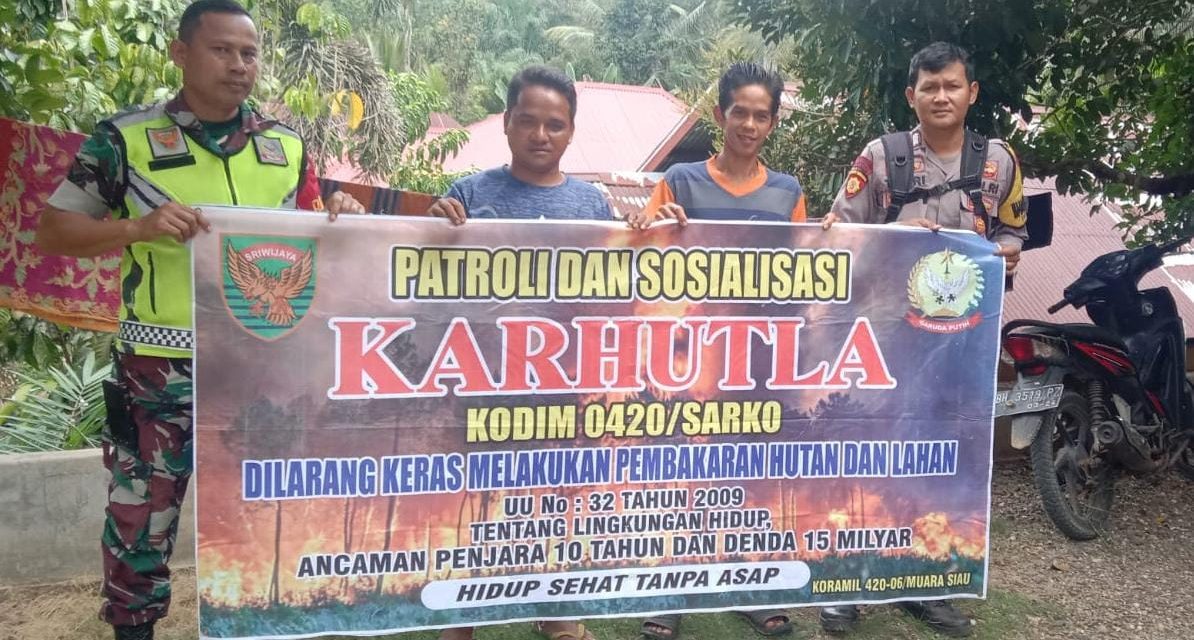 SRIWIJAYA
PATROLI DAN SOSIALISASI
GARUDA PUTIH
KARHUTLA
KODIM 0420/SARKO
DILARANG KERAS MELAKUKAN PEMBAKARAN HUTAN DAN LAHAN
UU No : 32 TAHUN 2009
TENTANG LINGKUNGAN HIDUP,
ANCAMAN PENJARA 10 TAHUN DAN DENDA 15 MILYAR
HIDUP SEHAT TANPA ASAP
KORAMIL 420-06/MUARA SIAU